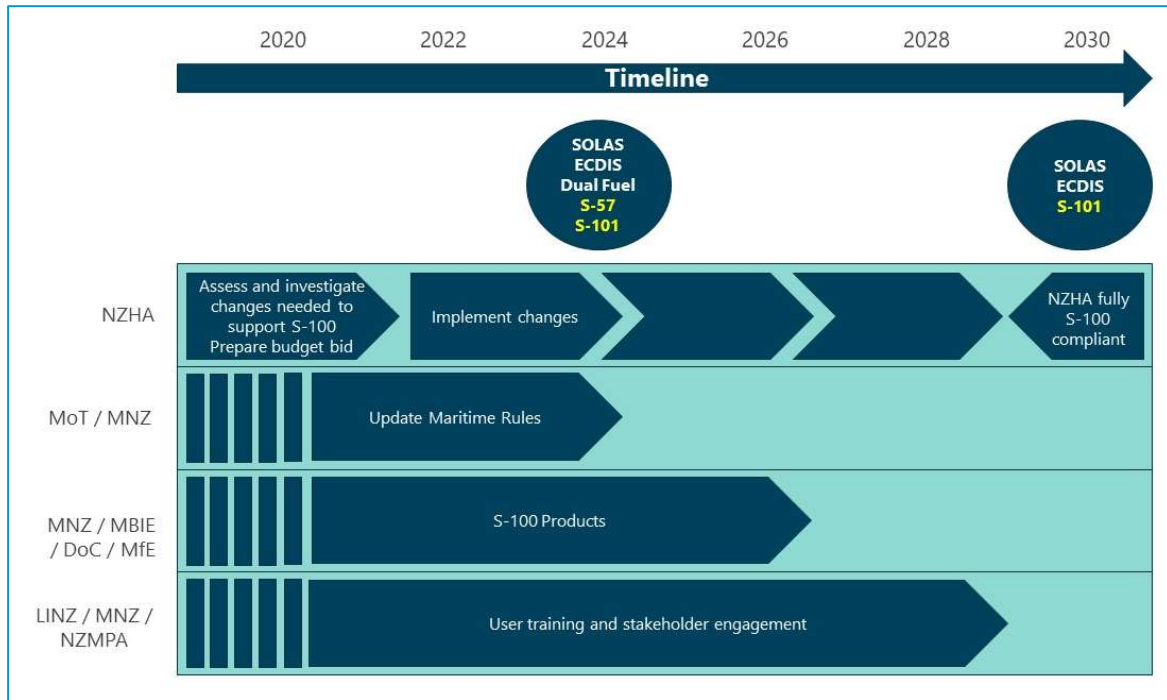 2020 2022 2024 2026 2028 2030
Timeline
SOLAS
ECDIS
Dual Fuel
S-57
S-101
SOLAS
ECDIS
S-101
NZHA
Assess and investigate
changes needed to
support S-100
Prepare budget bid
Implement changes
NZHA fully
S-100
compliant
MoT / MNZ
Update Maritime Rules
MNZ / MBIE
/ DoC / MfE
S-100 Products
LINZ / MNZ /
NZMPA
User training and stakeholder engagement